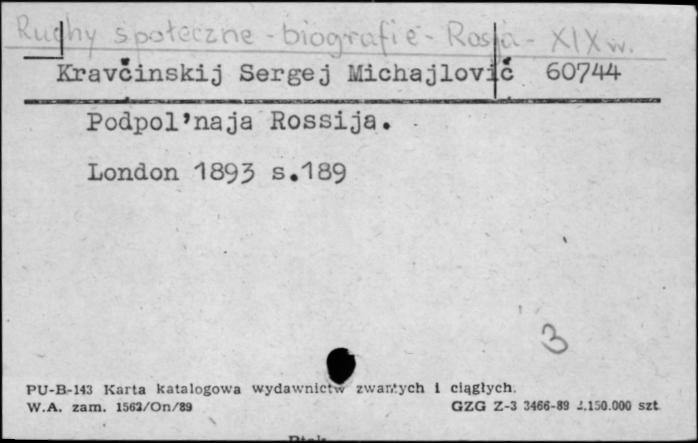 Ruchy społeczne - biografie - Rosja - XIX w.
Kravčinskij Sergej Michajlovič 60744
Podpol’naja Rossija.
London 1893 s.189
3
PU-B-143 Karta katalogowa wydawnictw zwartych i ciągłych.
W.A. zam. 1562/On/89 GZG Z-3 3466-89 2.150.000 szt